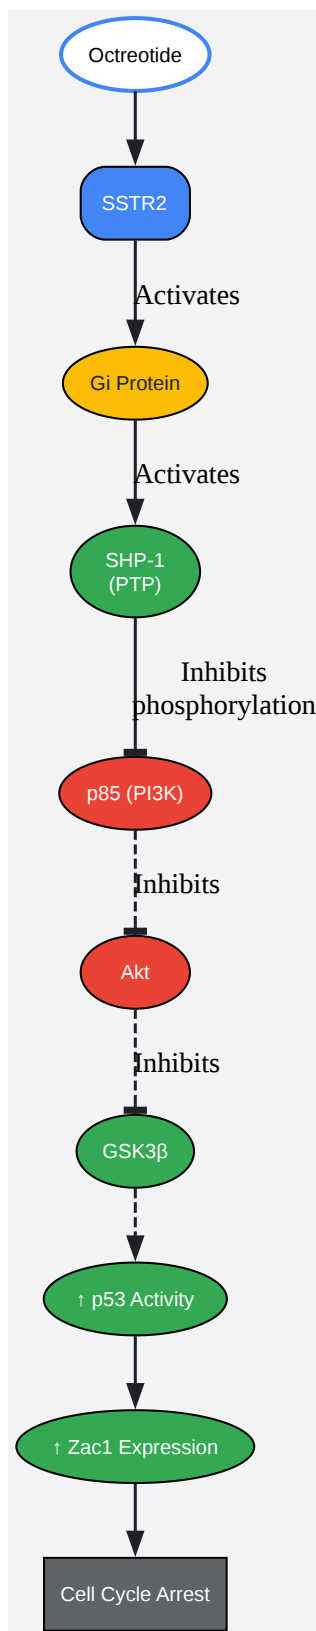 Octreotide
SSTR2
Activates
Gi Protein
Activates
SHP-1
(PTP)
Inhibits
phosphorylation
p85 (PI3K)
Inhibits
Akt
Inhibits
GSK3β
↑ p53 Activity
↑ Zac1 Expression
Cell Cycle Arrest